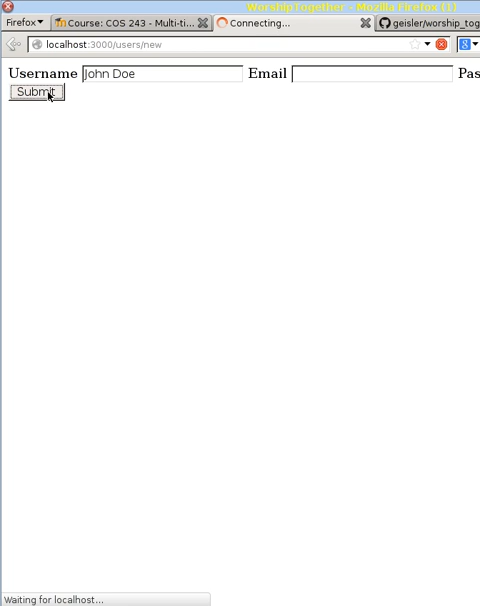 WorshipTogether - Mozilla Firefox (1)
Firefox Course: COS 243 - Multi-ti... Connecting... geisler/worship_tog
localhost:3000/users/new
Username John Doe Email Pas
Submit
Waiting for localhost...